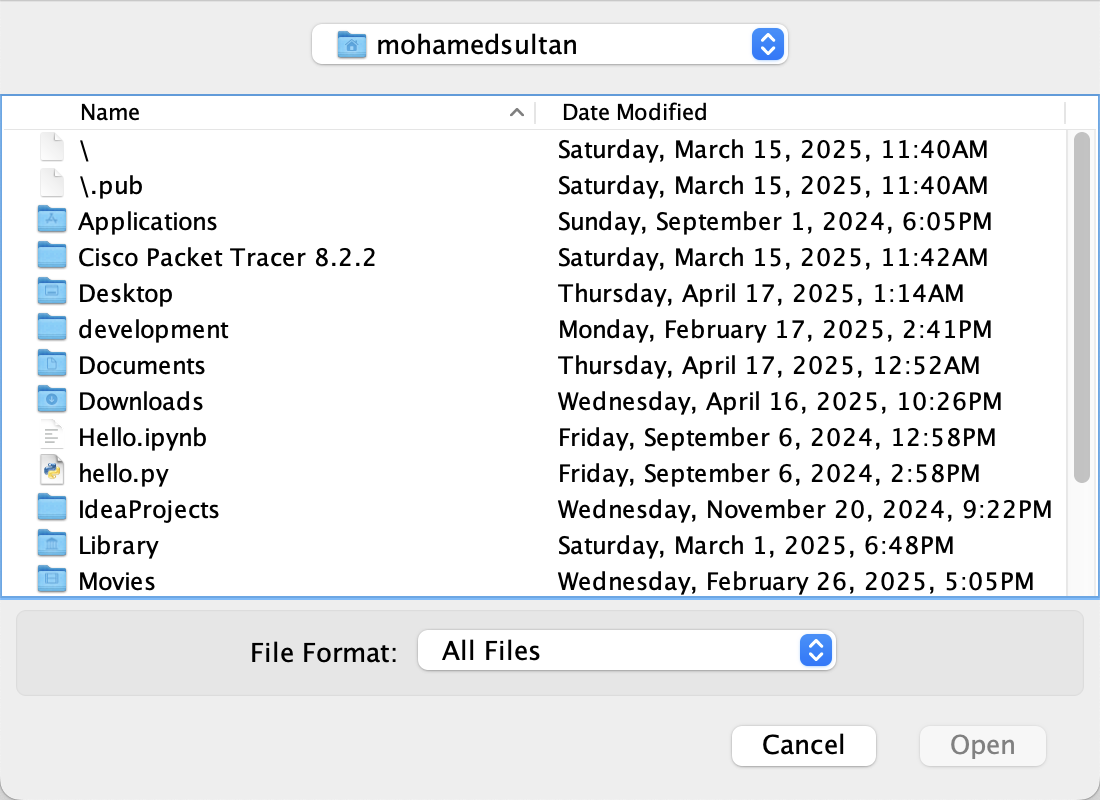 mohamedsultan
Name Date Modified
\ Saturday, March 15, 2025, 11:40AM
\.pub Saturday, March 15, 2025, 11:40AM
Applications Sunday, September 1, 2024, 6:05PM
Cisco Packet Tracer 8.2.2 Saturday, March 15, 2025, 11:42AM
Desktop Thursday, April 17, 2025, 1:14AM
development Monday, February 17, 2025, 2:41PM
Documents Thursday, April 17, 2025, 12:52AM
Downloads Wednesday, April 16, 2025, 10:26PM
Hello.ipynb Friday, September 6, 2024, 12:58PM
hello.py Friday, September 6, 2024, 2:58PM
IdeaProjects Wednesday, November 20, 2024, 9:22PM
Library Saturday, March 1, 2025, 6:48PM
Movies Wednesday, February 26, 2025, 5:05PM
File Format: All Files
Cancel Open